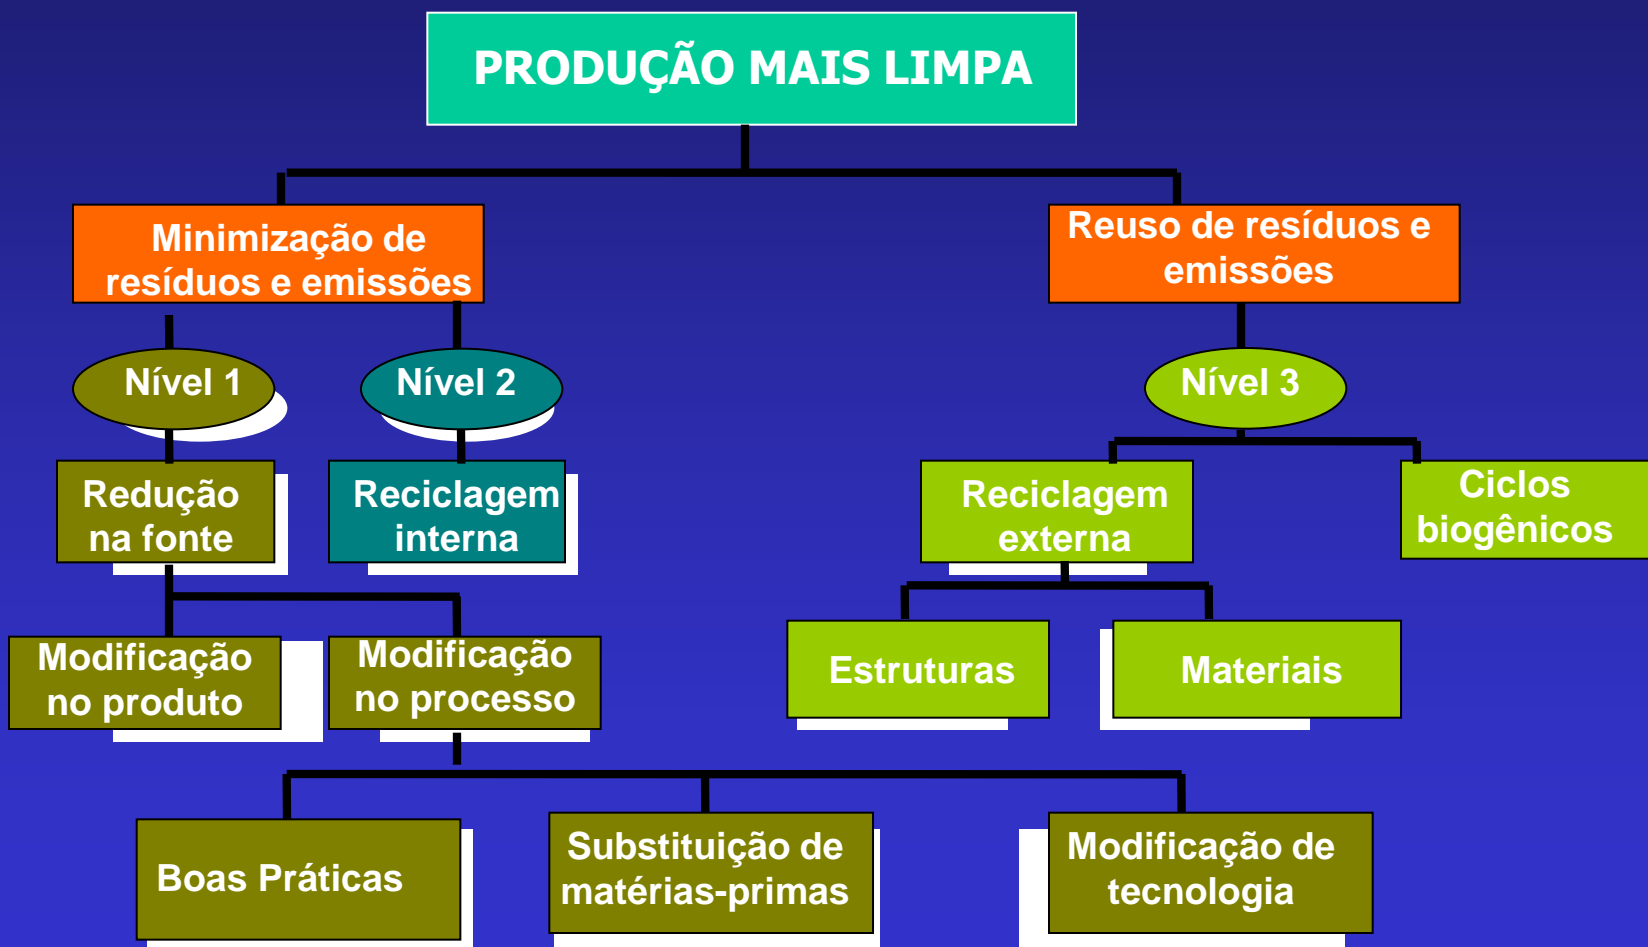 PRODUÇÃO MAIS LIMPA
Minimização de
resíduos e emissões
Reuso de resíduos e
emissões
Nível 1
Nível 2
Nível 3
Redução
na fonte
Reciclagem
interna
Reciclagem
externa
Ciclos
biogênicos
Modificação
no produto
Modificação
no processo
Estruturas
Materiais
Boas Práticas
Substituição de
matérias-primas
Modificação de
tecnologia